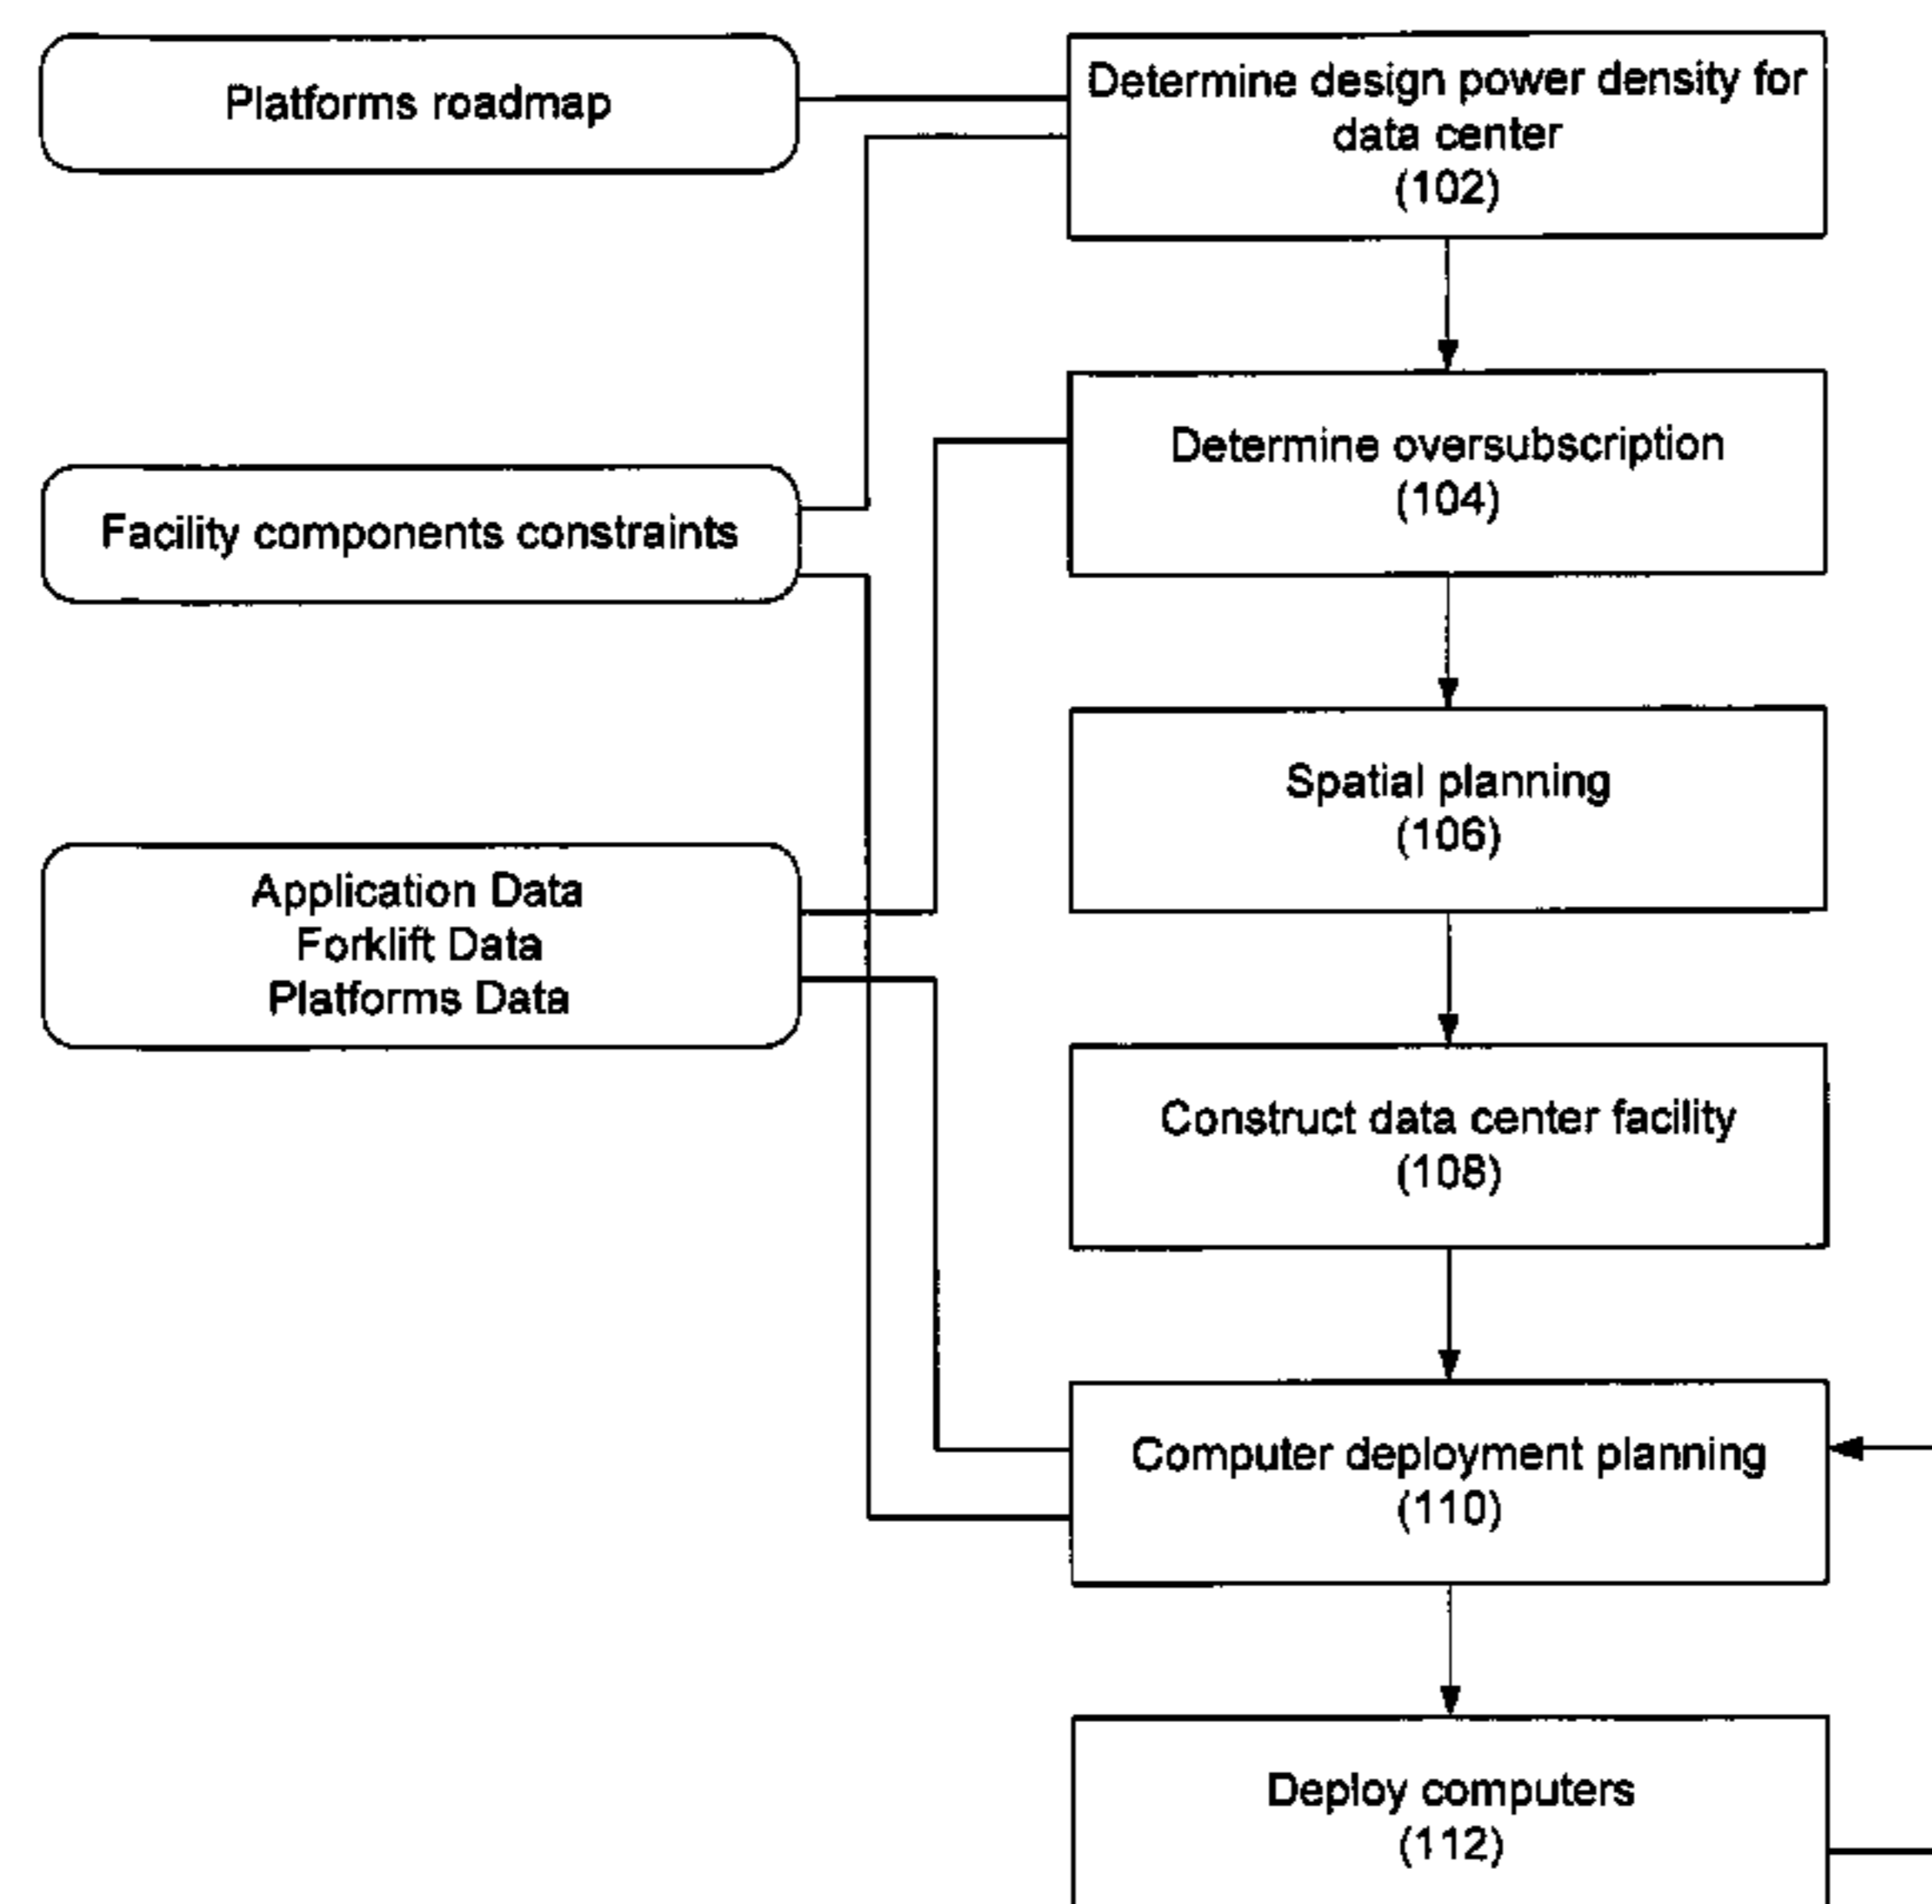 Platforms roadmap
Determine design power density for
data center
(102)
Determine oversubscription
(104)
Facility components constraints
Spatial planning
(106)
Application Data
Forklift Data
Platforms Data
Construct data center facility
(108)
Computer deployment planning
(110)
Deploy computers
(112)